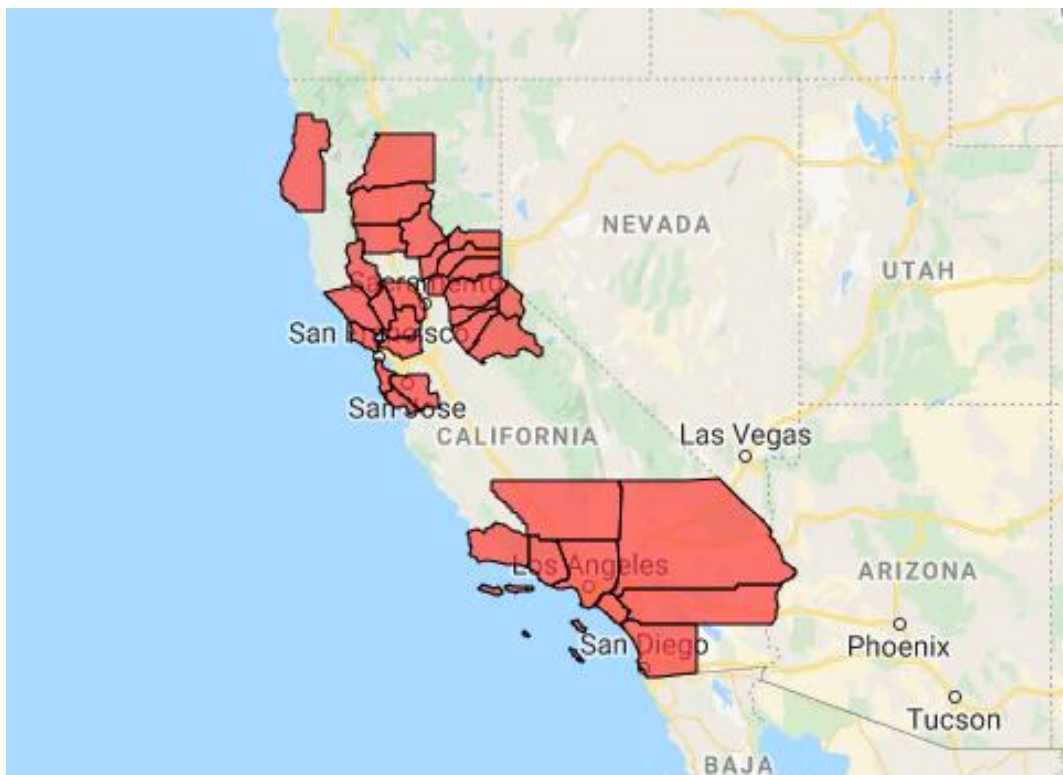 NEVADA
UTAH
Sacramento
San Francisco
San Jose
CALIFORNIA
Las Vegas
Los Angeles
ARIZONA
San Diego
Phoenix
Tucson
BAJA